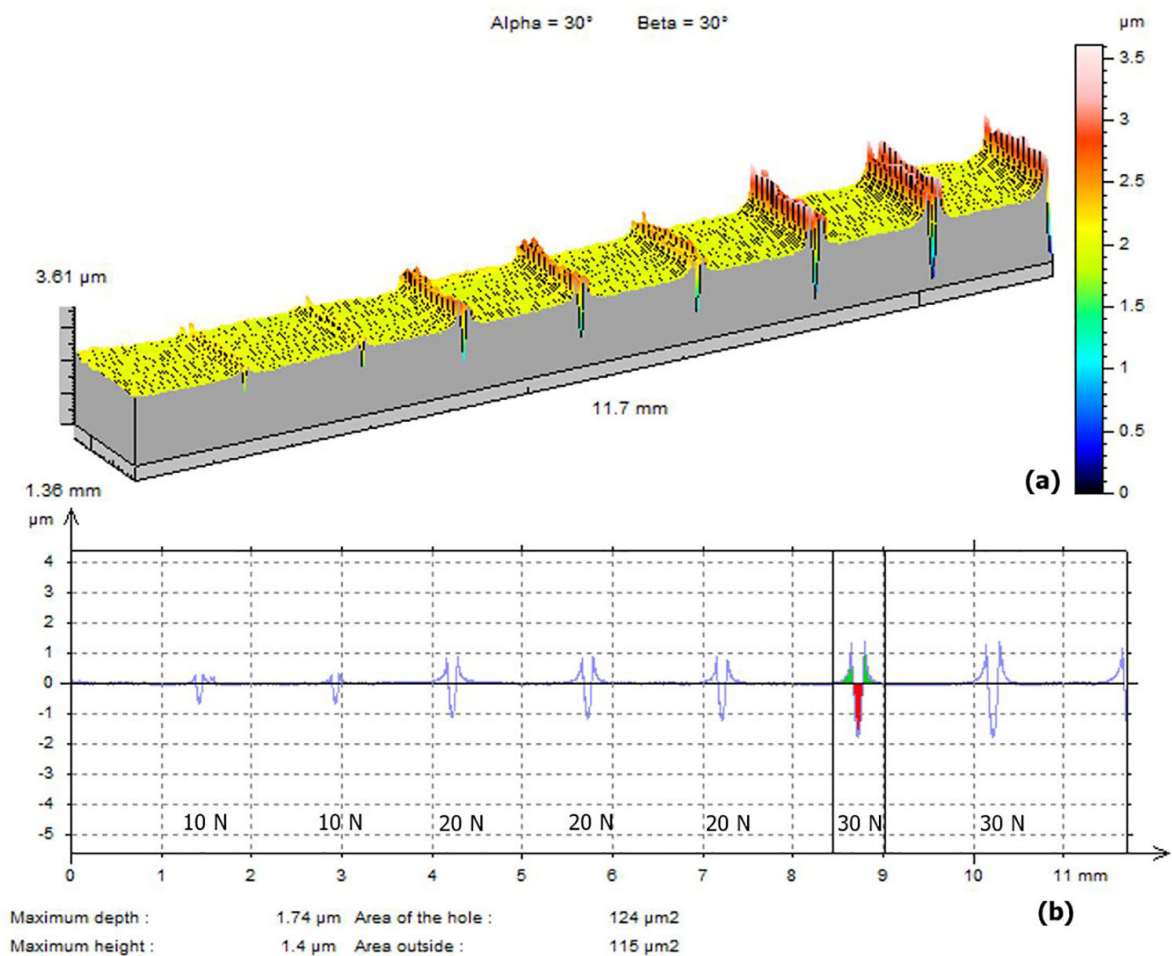 Alpha = 30° Beta = 30°
µm
3.5
3
2.5
2
1.5
1
0.5
0
3.61 µm
11.7 mm
1.36 mm
(a)
µm
4
3
2
1
0
-1
-2
-3
-4
-5
10 N 10 N 20 N 20 N 20 N 30 N 30 N
0 1 2 3 4 5 6 7 8 9 10 11 mm
(b)
Maximum depth : 1.74 µm Area of the hole : 124 µm2
Maximum height : 1.4 µm Area outside : 115 µm2